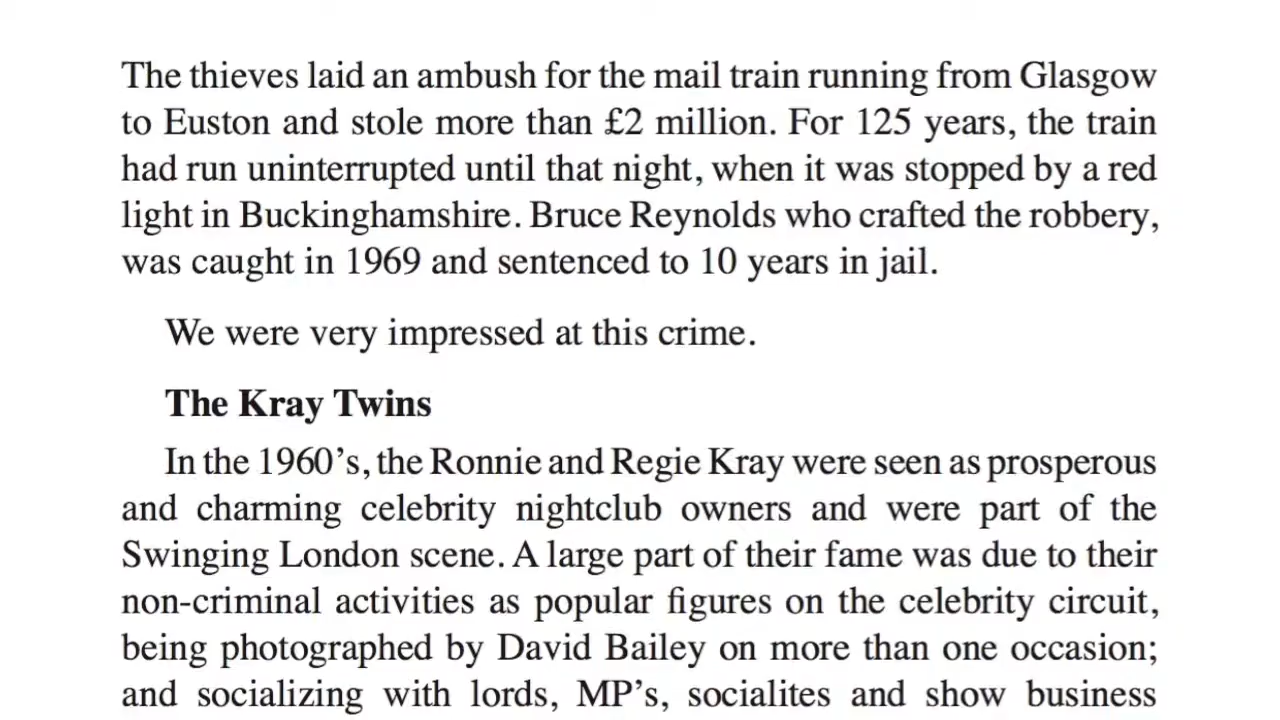 The thieves laid an ambush for the mail train running from Glasgow
to Euston and stole more than £2 million. For 125 years, the train
had run uninterrupted until that night, when it was stopped by a red
light in Buckinghamshire. Bruce Reynolds who crafted the robbery,
was caught in 1969 and sentenced to 10 years in jail.
We were very impressed at this crime.
The Kray Twins
In the 1960’s, the Ronnie and Regie Kray were seen as prosperous
and charming celebrity nightclub owners and were part of the
Swinging London scene. A large part of their fame was due to their
non-criminal activities as popular figures on the celebrity circuit,
being photographed by David Bailey on more than one occasion;
and socializing with lords, MP’s, socialites and show business